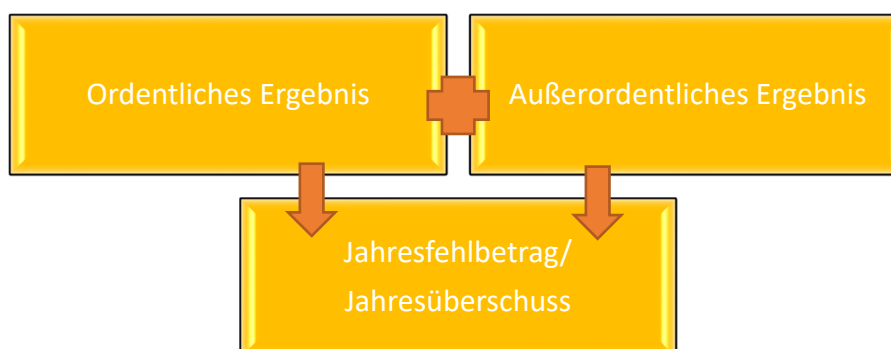 Ordentliches Ergebnis
Außerordentliches Ergebnis
Jahresfehlbetrag/
Jahresüberschuss